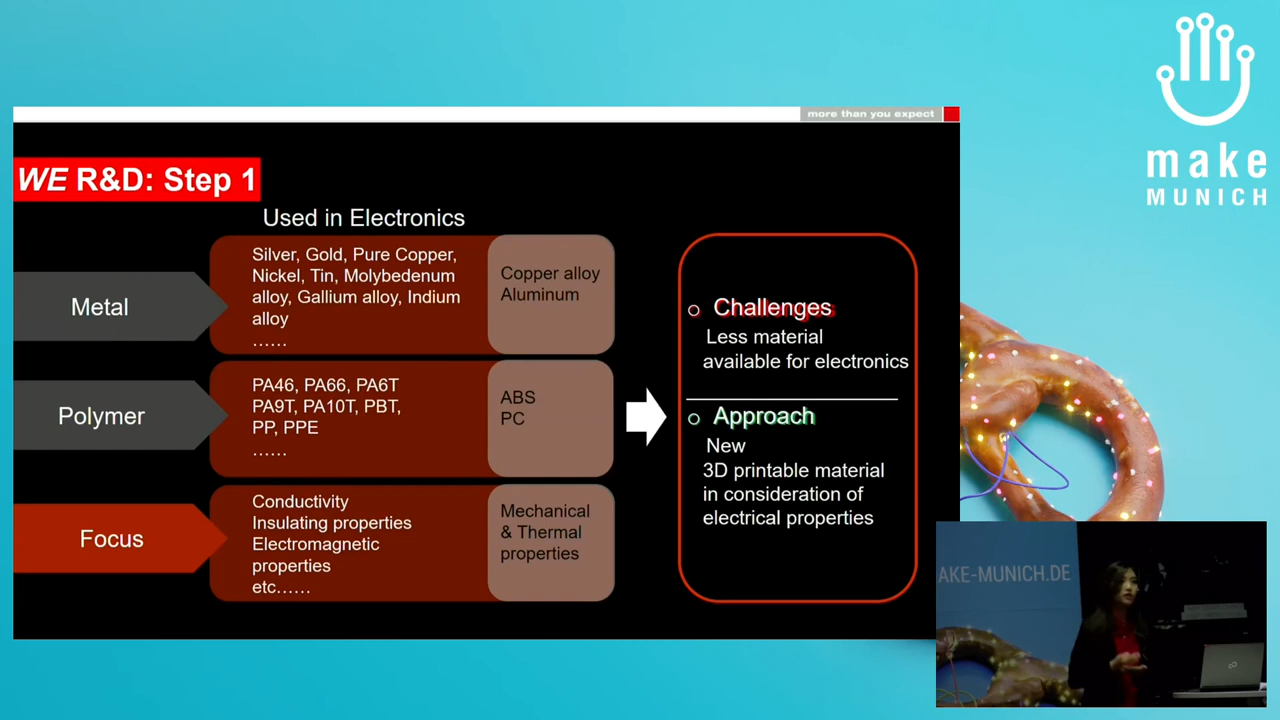 make
MUNICH
more than you expect
WE R&D: Step 1
Used in Electronics
Metal
Silver, Gold, Pure Copper,
Nickel, Tin, Molybedenum
alloy, Gallium alloy, Indium
alloy
......
Copper alloy
Aluminum
Polymer
PA46, PA66, PA6T
PA9T, PA10T, PBT,
PP, PPE
......
ABS
PC
Focus
Conductivity
Insulating properties
Electromagnetic
properties
etc......
Mechanical
& Thermal
properties
Challenges
Less material
available for electronics
Approach
New
3D printable material
in consideration of
electrical properties
AKE-MUNICH.DE